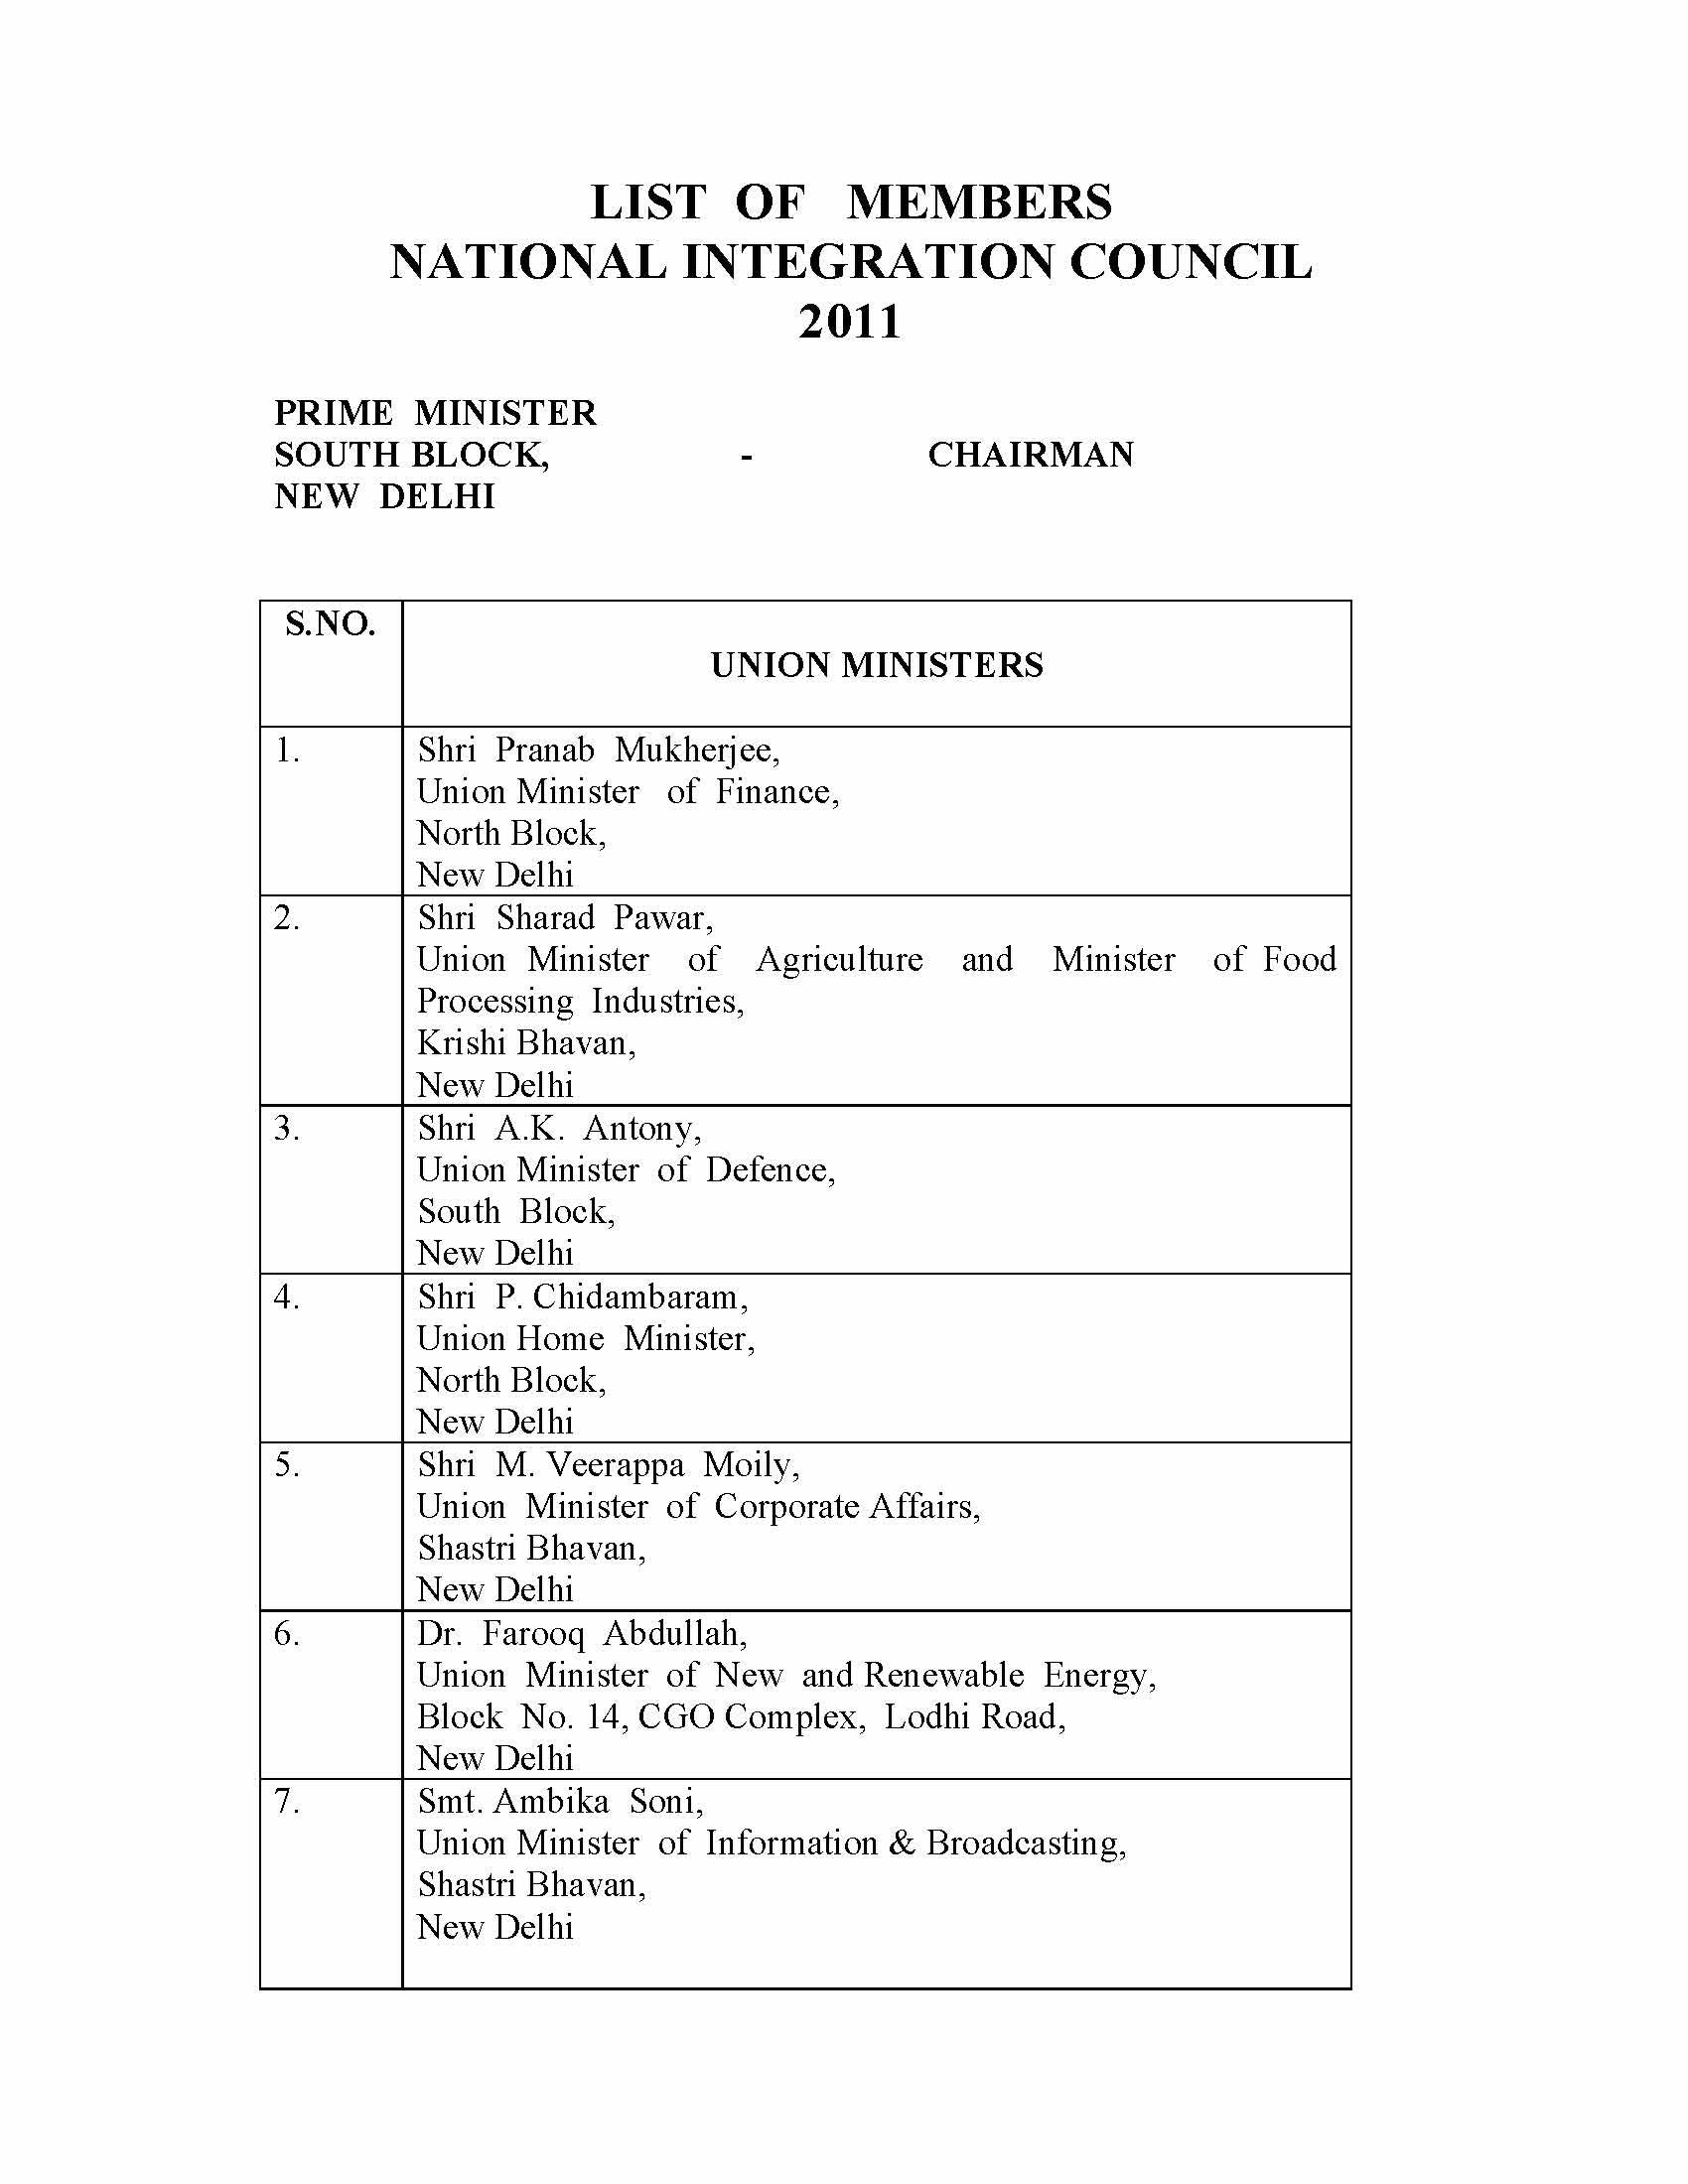 LIST OF MEMBERS
NATIONAL INTEGRATION COUNCIL
2011
PRIME MINISTER
SOUTH BLOCK, - CHAIRMAN
NEW DELHI
S.NO.
UNION MINISTERS
1. Shri Pranab Mukherjee,
Union Minister of Finance,
North Block,
New Delhi
2. Shri Sharad Pawar,
Union Minister of Agriculture and Minister of Food
Processing Industries,
Krishi Bhavan,
New Delhi
3. Shri A.K. Antony,
Union Minister of Defence,
South Block,
New Delhi
4. Shri P. Chidambaram,
Union Home Minister,
North Block,
New Delhi
5. Shri M. Veerappa Moily,
Union Minister of Corporate Affairs,
Shastri Bhavan,
New Delhi
6. Dr. Farooq Abdullah,
Union Minister of New and Renewable Energy,
Block No. 14, CGO Complex, Lodhi Road,
New Delhi
7. Smt. Ambika Soni,
Union Minister of Information & Broadcasting,
Shastri Bhavan,
New Delhi